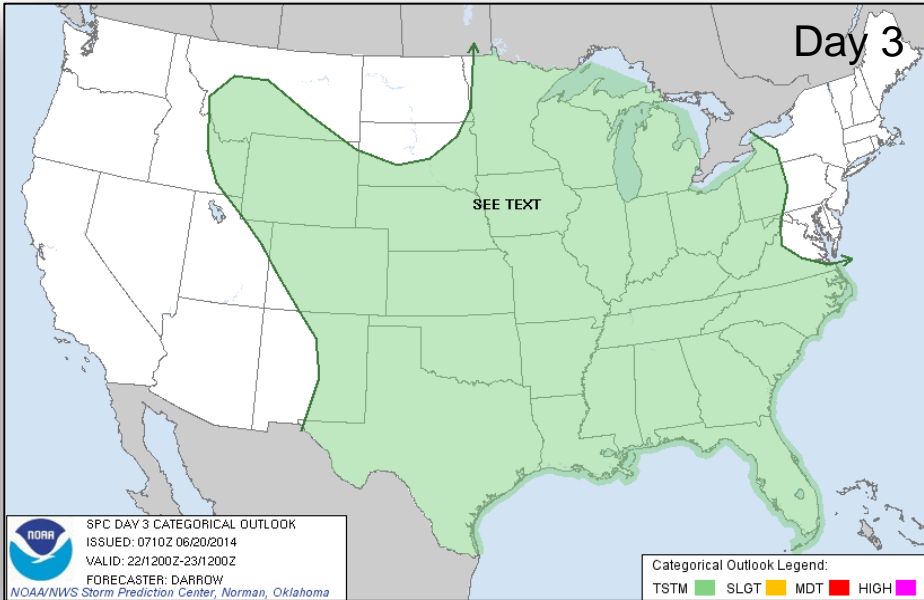 Day 3
SEE TEXT
NOAA
SPC DAY 3 CATEGORICAL OUTLOOK
ISSUED: 0710Z 06/20/2014
VALID: 22/1200Z-23/1200Z
FORECASTER: DARROW
NOAA/NWS Storm Prediction Center, Norman, Oklahoma
Categorical Outlook Legend:
TSTM SLGT MDT HIGH